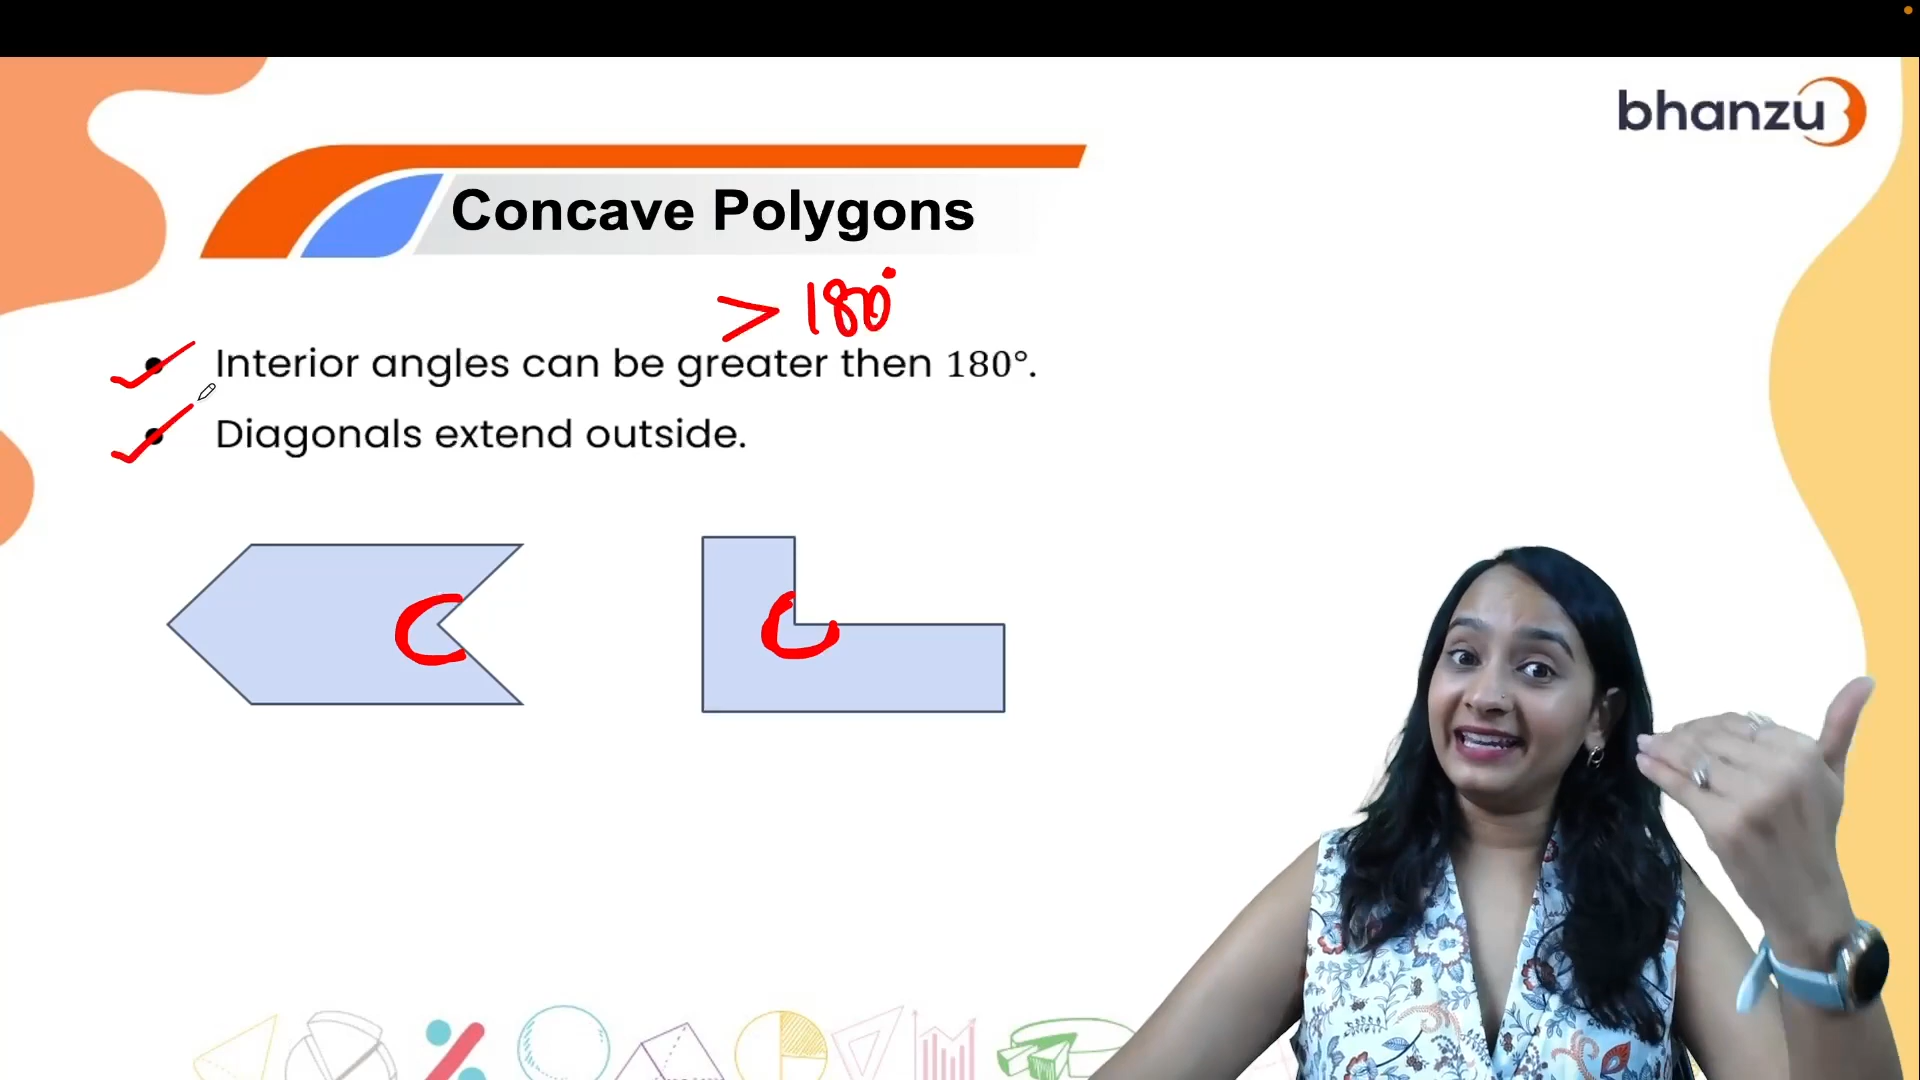 bhanzu
Concave Polygons
> 180°
Interior angles can be greater then 180°.
Diagonals extend outside.